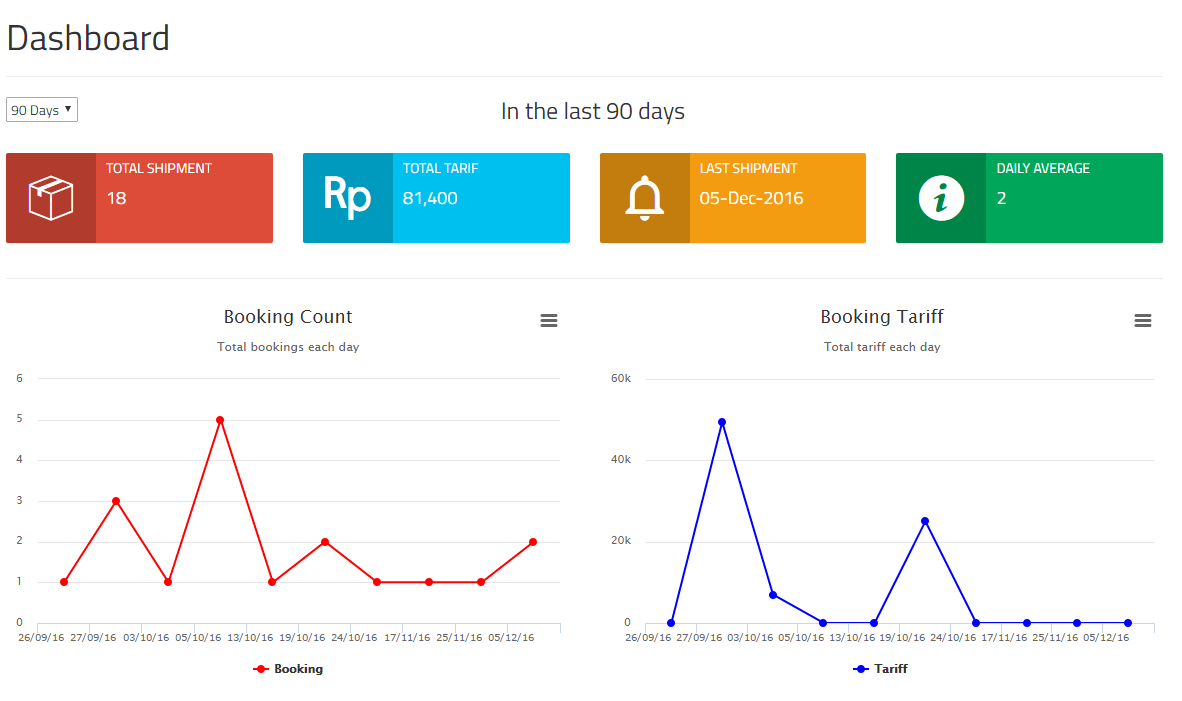 Dashboard
90 Days
In the last 90 days
TOTAL SHIPMENT
18
Rp
TOTAL TARIF
81,400
LAST SHIPMENT
05-Dec-2016
i
DAILY AVERAGE
2
Booking Count
Total bookings each day
6
5
4
3
2
1
0
26/09/16 27/09/16 03/10/16 05/10/16 13/10/16 19/10/16 24/10/16 17/11/16 25/11/16 05/12/16
Booking
Booking Tariff
Total tariff each day
60k
40k
20k
0
26/09/16 27/09/16 03/10/16 05/10/16 13/10/16 19/10/16 24/10/16 17/11/16 25/11/16 05/12/16
Tariff